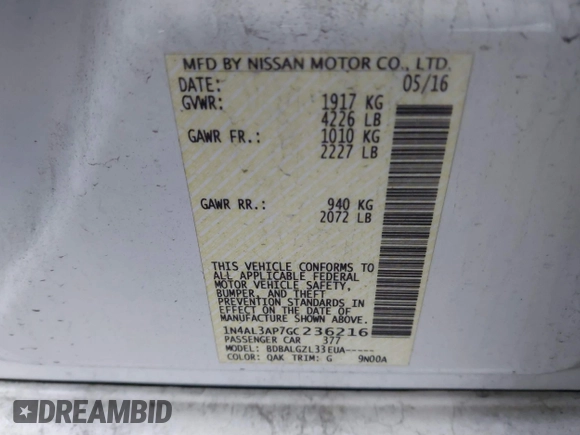 MFD BY NISSAN MOTOR CO., LTD.
DATE: 05/16
GVWR: 1917 KG
4226 LB
GAWR FR.: 1010 KG
2227 LB
GAWR RR.: 940 KG
2072 LB
THIS VEHICLE CONFORMS TO
ALL APPLICABLE FEDERAL
MOTOR VEHICLE SAFETY,
BUMPER, AND THEFT
PREVENTION STANDARDS IN
EFFECT ON THE DATE OF
MANUFACTURE SHOWN ABOVE.
1N4AL3AP7GC236216
PASSENGER CAR 377
MODEL: BDBALGZL33EUA-----
COLOR: QAK TRIM: G 9N00A
DREAMBID